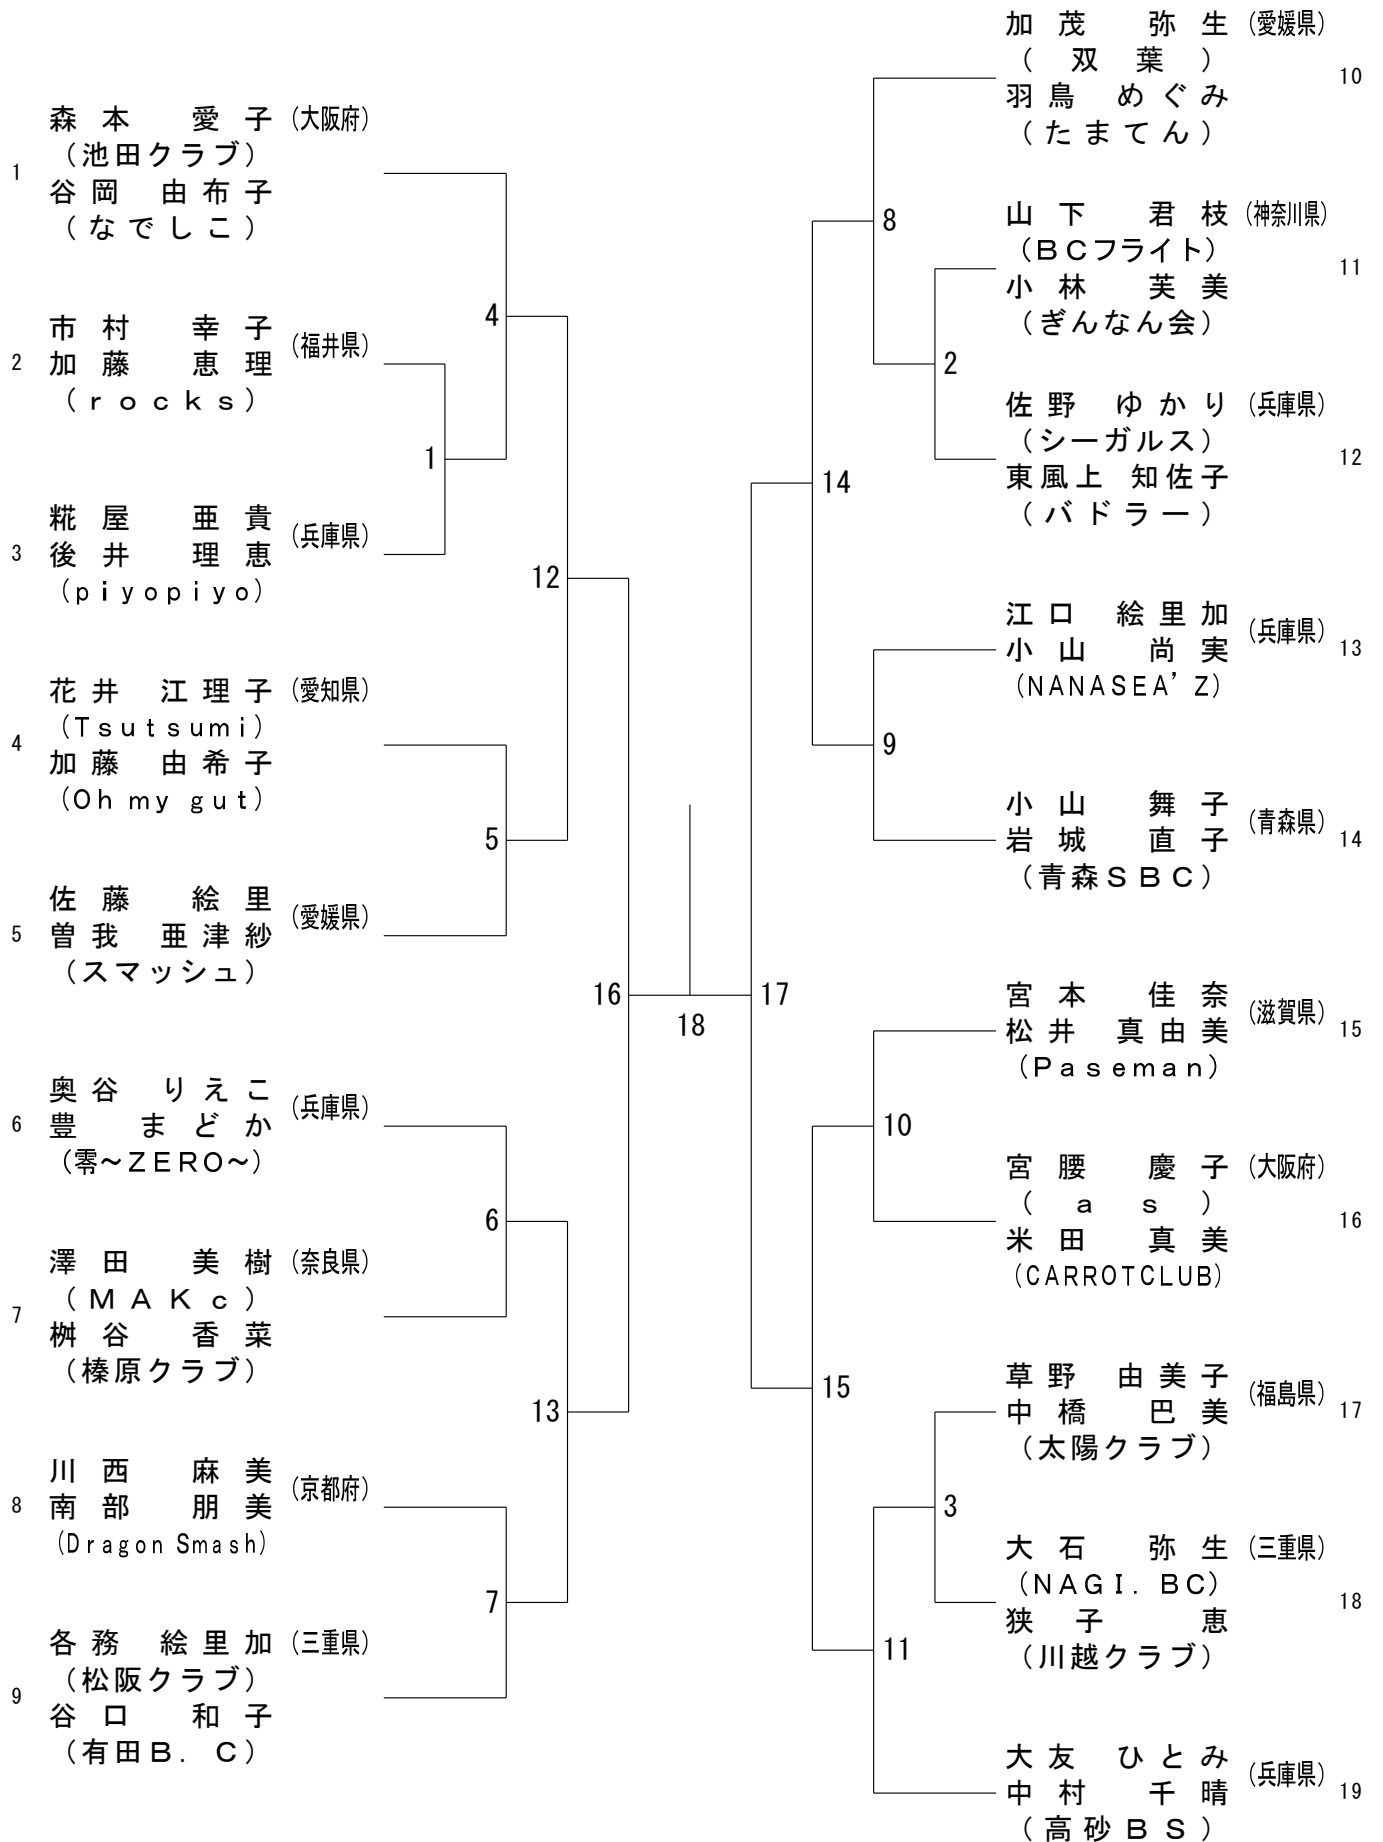 1
森本 愛子 (大阪府)
(池田クラブ)
谷岡 由布子
(なでしこ)
2
市村 幸子
加藤 恵理 (福井県)
(rocks)
3
糀屋 亜貴
後井 理恵 (兵庫県)
(piyopiyo)
4
花井 江理子 (愛知県)
(Tsutsumi)
加藤 由希子
(Oh my gut)
5
佐藤 絵里
曽我 亜津紗 (愛媛県)
(スマッシュ)
6
奥谷 りえこ
豊 まどか (兵庫県)
(零～ZERO～)
7
澤田 美樹 (奈良県)
(MAKc)
桝谷 香菜
(榛原クラブ)
8
川西 麻美
南部 朋美 (京都府)
(Dragon Smash)
9
各務 絵里加 (三重県)
(松阪クラブ)
谷口 和子
(有田B. C)
4
1
12
5
16
6
13
7
18
17
14
8
2
9
10
15
3
11
加茂 弥生 (愛媛県)
(双葉)
羽鳥 めぐみ
(たまてん)
10
山下 君枝 (神奈川県)
(BCフライト)
小林 芙美
(ぎんなん会)
11
佐野 ゆかり (兵庫県)
(シーガルス)
東風上 知佐子
(バドラー)
12
江口 絵里加
小山 尚実 (兵庫県)
(NANASEA’Z)
13
小山 舞子
岩城 直子 (青森県)
(青森SBC)
14
宮本 佳奈
松井 真由美 (滋賀県)
(Paseman)
15
宮腰 慶子 (大阪府)
(as)
米田 真美
(CARROTCLUB)
16
草野 由美子
中橋 巴美 (福島県)
(太陽クラブ)
17
大石 弥生 (三重県)
(NAGI. BC)
狭子 恵
(川越クラブ)
18
大友 ひとみ
中村 千晴 (兵庫県)
(高砂BS)
19